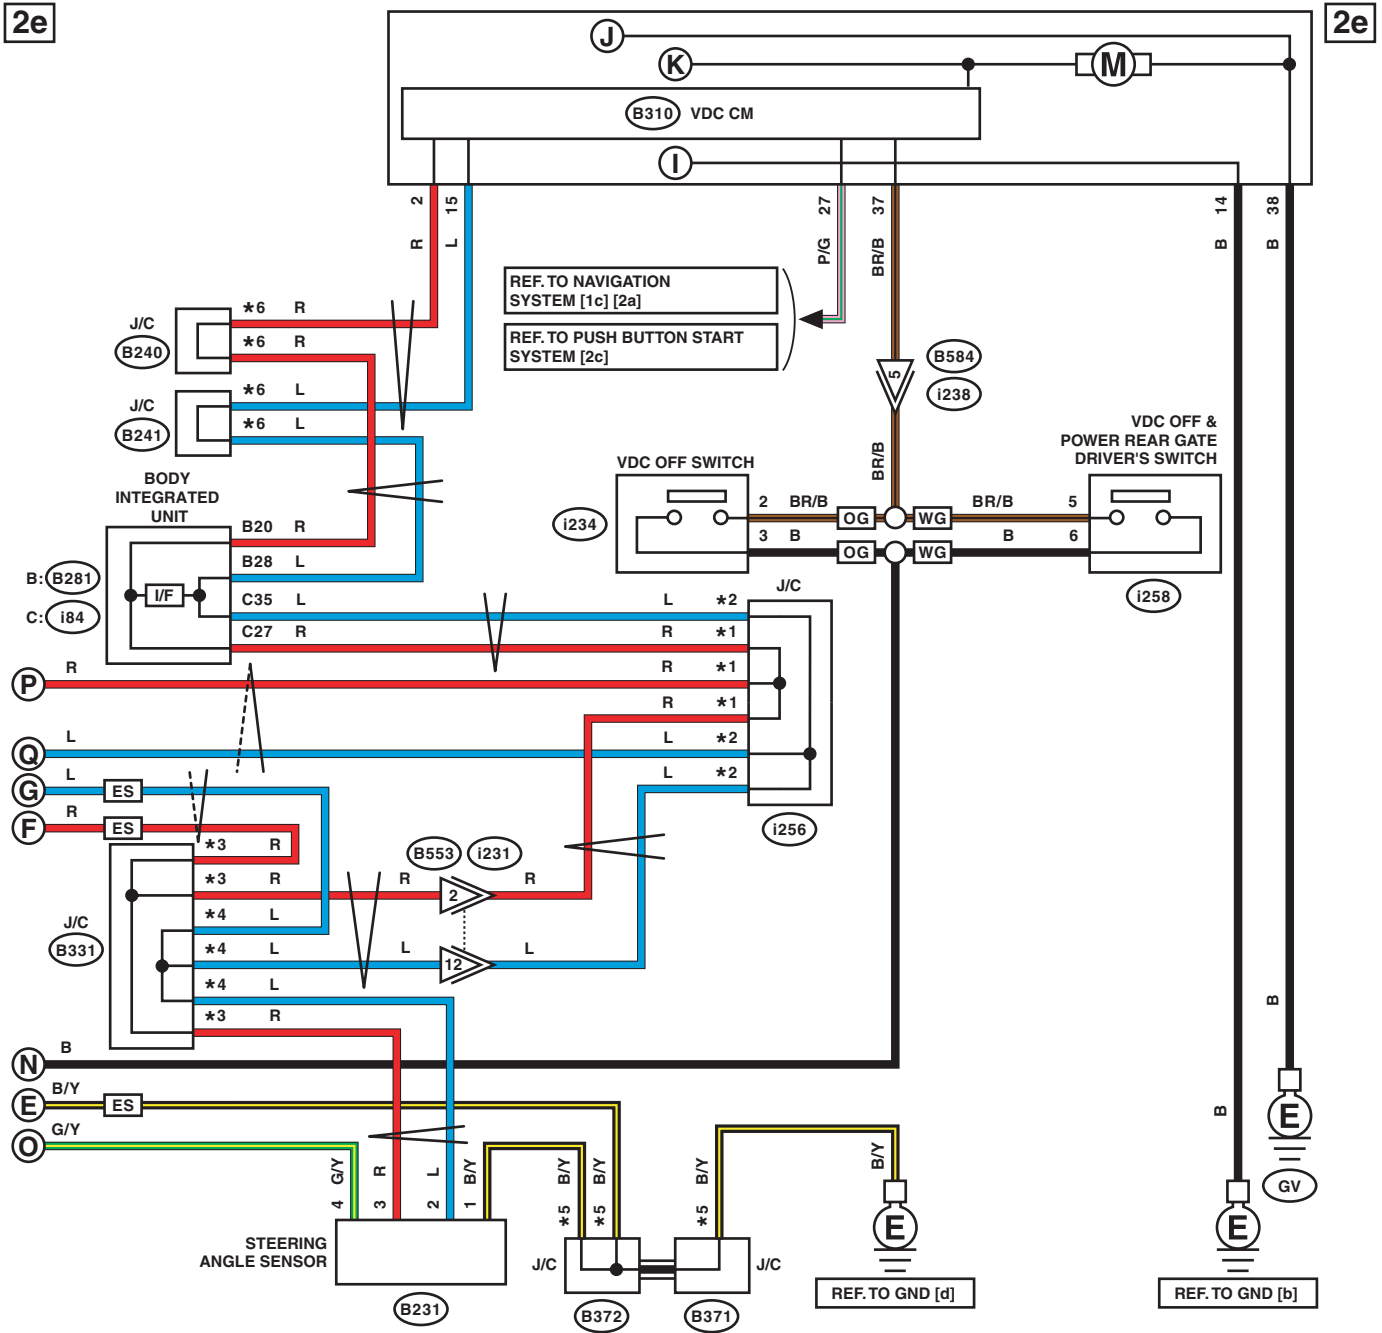 2e
2e
J
K
M
B310 VDC CM
I
2
15
27
37
14
38
R
L
P/G
BR/B
B
B
REF. TO NAVIGATION
SYSTEM [1c] [2a]
REF. TO PUSH BUTTON START
SYSTEM [2c]
*6 R
J/C
B240
*6 R
*6 L
J/C
B241
*6 L
5
B584
i238
BR/B
VDC OFF SWITCH
VDC OFF &
POWER REAR GATE
DRIVER'S SWITCH
BODY
INTEGRATED
UNIT
i234
2 BR/B
OG
WG
BR/B 5
3 B
OG
WG
B 6
i258
B20 R
B28 L
B: B281
I/F
C: i84
C35 L
C27 R
J/C
L *2
R *1
P
R
R *1
R *1
Q
L
L *2
G
L
ES
L *2
F
R
ES
i256
*3 R
B553
i231
*3 R
R
2
R
*4 L
J/C
B331
*4 L
L
12
L
*4 L
*3 R
N
B
E
B/Y
ES
O
G/Y
B
B
G/Y
R
L
B/Y
4
3
2
1
B/Y
B/Y
*5
*5
B/Y
*5
B/Y
STEERING
ANGLE SENSOR
B231
J/C
B372
J/C
B371
E
REF. TO GND [d]
E
REF. TO GND [b]
E
GV